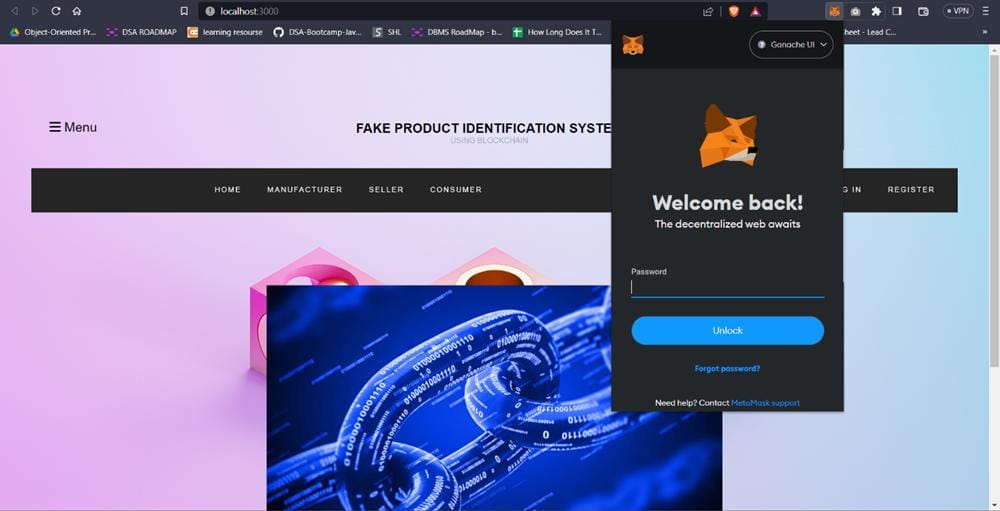 localhost:3000
VPN
Object-Oriented Pr...
DSA ROADMAP
learning resourse
DSA-Bootcamp-Jav...
SHL
DBMS RoadMap - b...
How Long Does It T...
heet - Lead C...
»
Ganache UI
Menu
FAKE PRODUCT IDENTIFICATION SYSTE
USING BLOCKCHAIN
HOME
MANUFACTURER
SELLER
CONSUMER
G IN
REGISTER
Welcome back!
The decentralized web awaits
Password
Unlock
Forgot password?
Need help? Contact MetaMask support
01000010001110
0100001000111